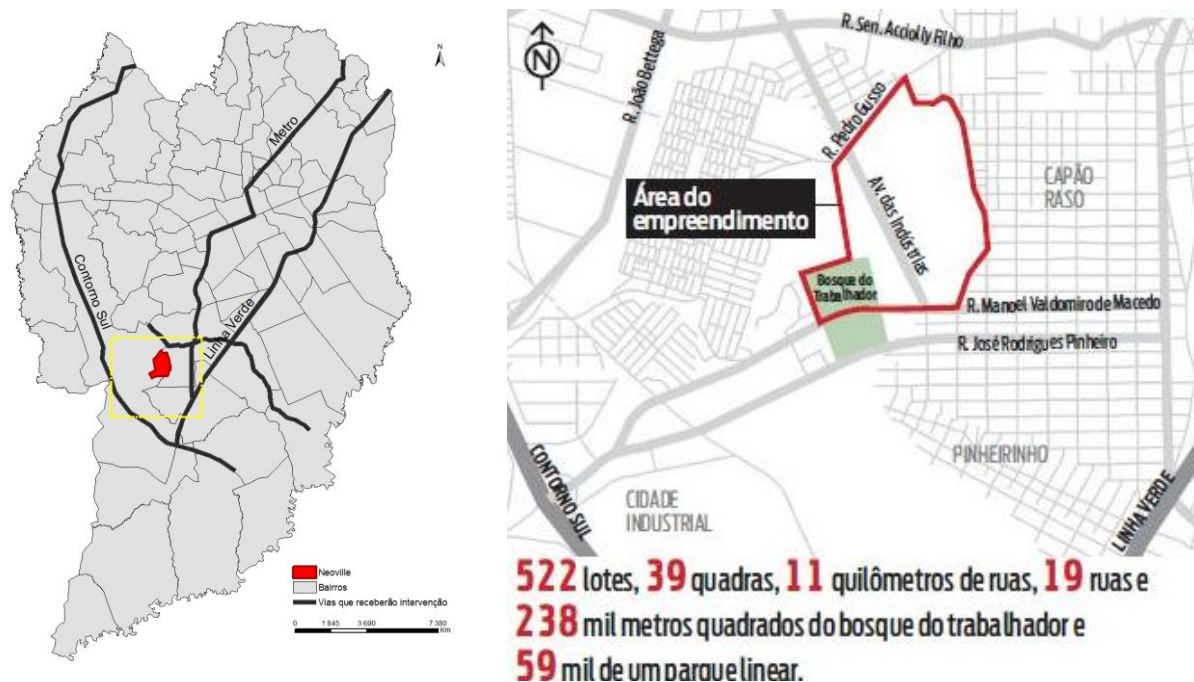 N
Metro
Contorno Sul
Linha Verde
Neoville
Bairros
Vias que receberão intervenção
0 1 845 3 690 7 380
Km
N
R. Sen. Acciolly Filho
R. João Bettega
R. Pedro Gusso
CAPÃO
RASO
Área do
empreendimento
Av. das Indústrias
Bosque do
Trabalhador
R. Manoel Valdomiro de Macedo
R. José Rodrigues Pinheiro
PINHEIRINHO
CONTORNO SUL
CIDADE
INDUSTRIAL
LINHA VERDE
522 lotes, 39 quadras, 11 quilômetros de ruas, 19 ruas e
238 mil metros quadrados do bosque do trabalhador e
59 mil de um parque linear.